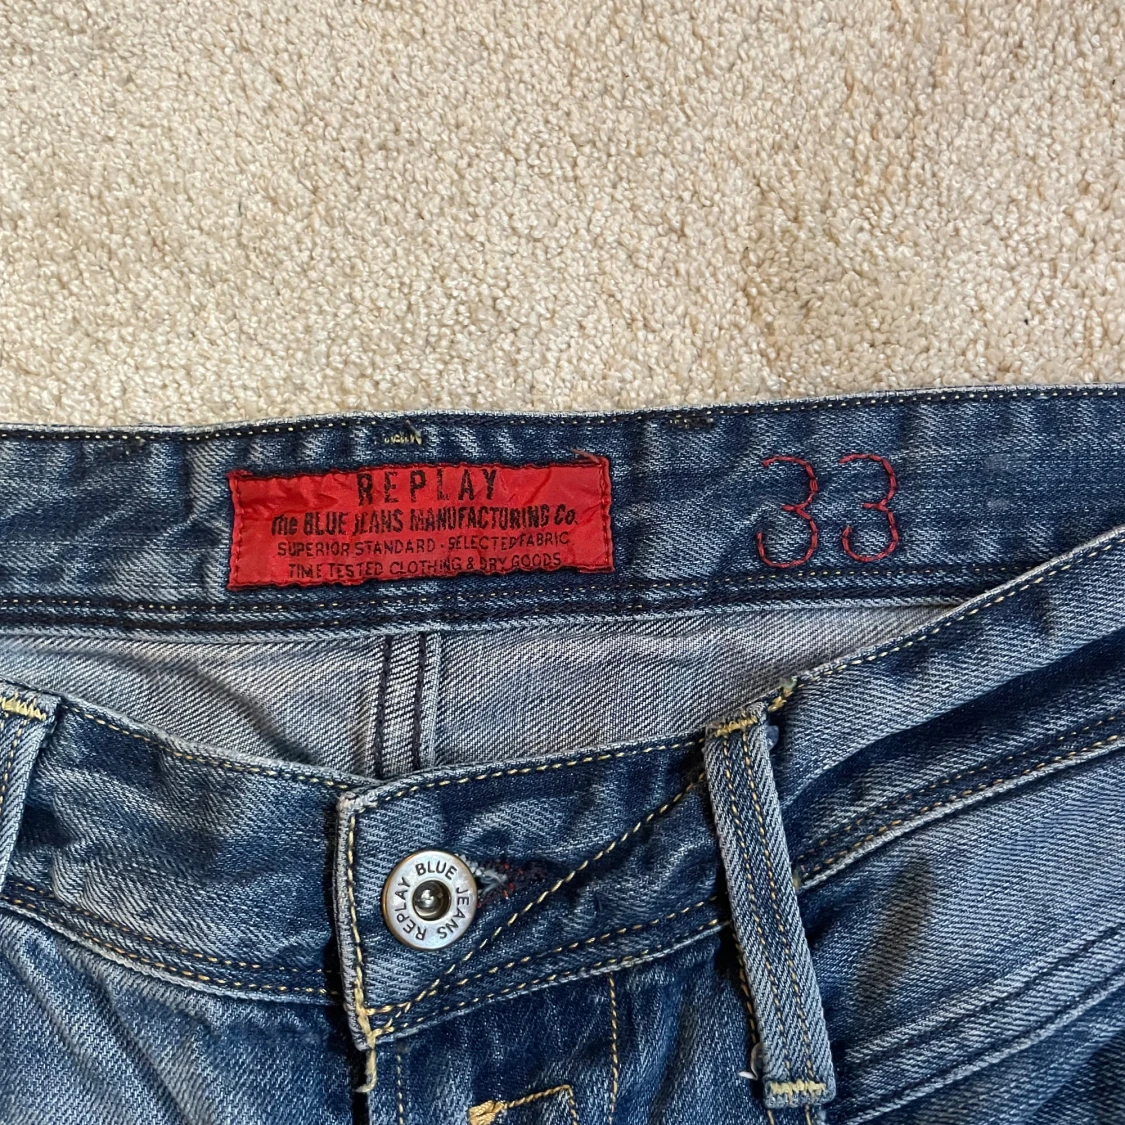 REPLAY
The BLUE JEANS MANUFACTURING Co.
SUPERIOR STANDARD · SELECTED FABRIC
TIME TESTED CLOTHING & DRY GOODS
33
REPLAY BLUE JEANS